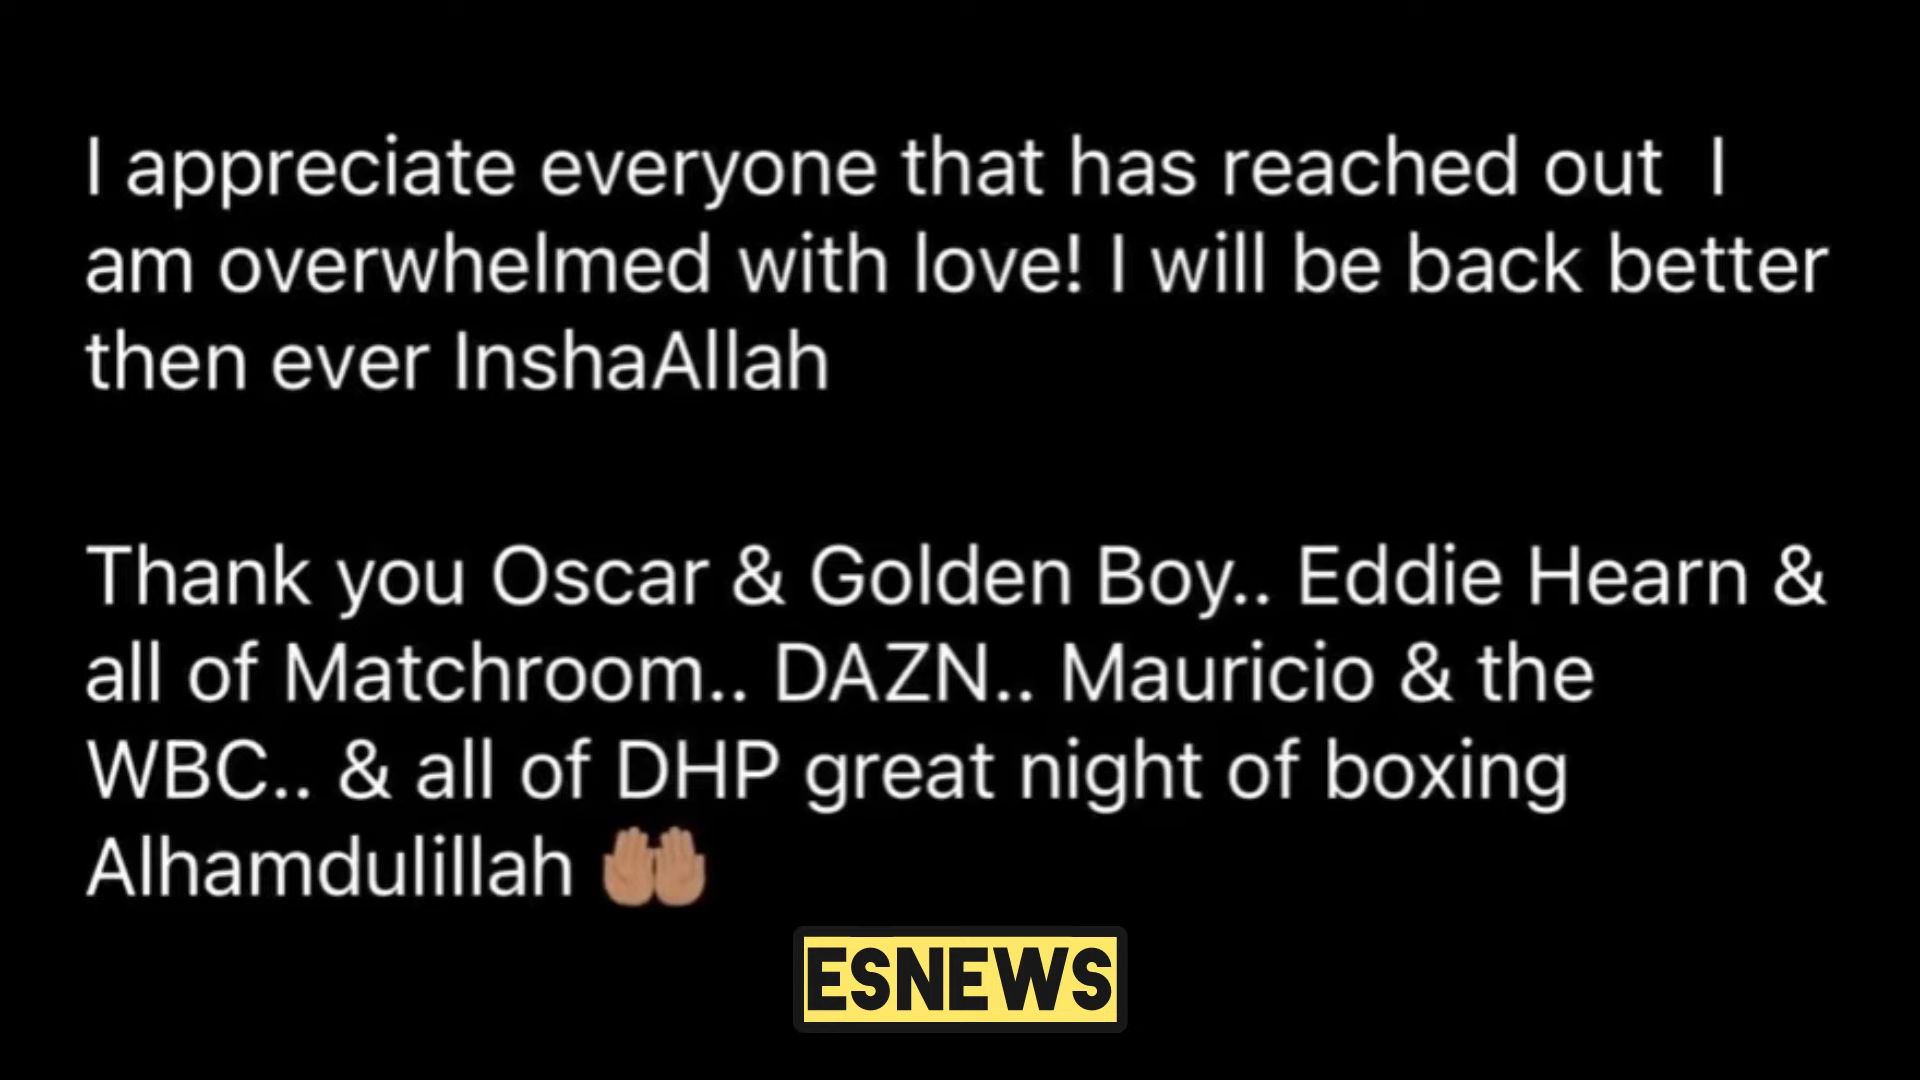 I appreciate everyone that has reached out  I
am overwhelmed with love! I will be back better
then ever InshaAllah
Thank you Oscar & Golden Boy.. Eddie Hearn &
all of Matchroom.. DAZN.. Mauricio & the
WBC.. & all of DHP great night of boxing
Alhamdulillah 🤲🏽
ESNEWS